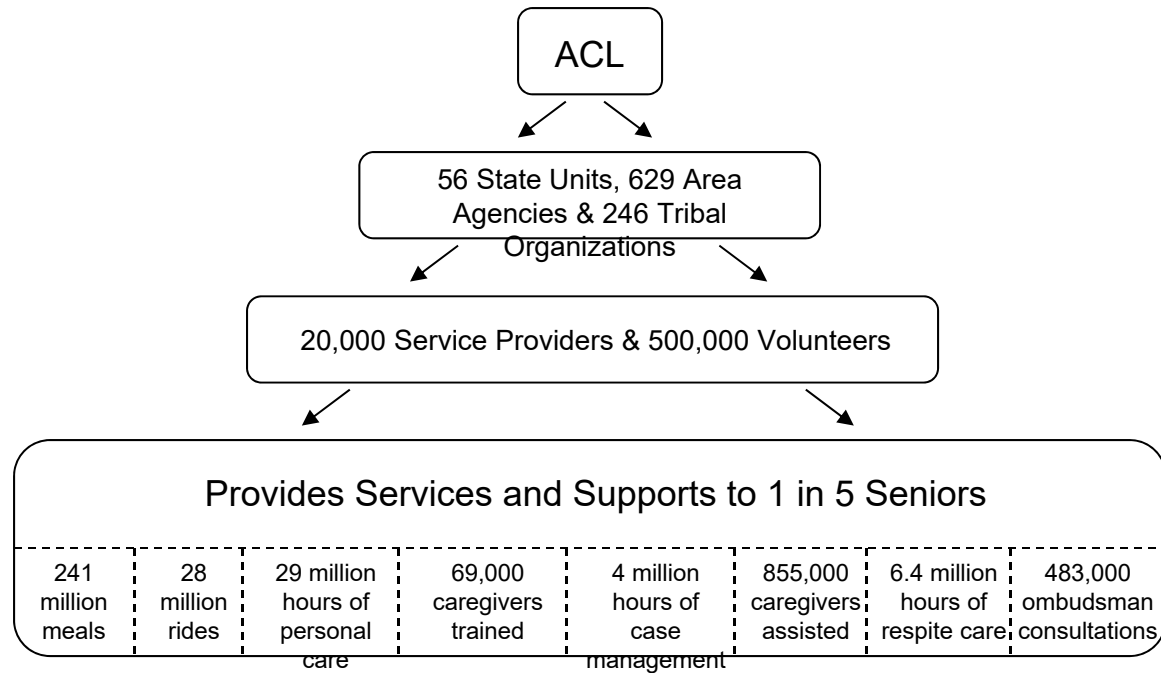 ACL
56 State Units, 629 Area
Agencies & 246 Tribal
Organizations
20,000 Service Providers & 500,000 Volunteers
Provides Services and Supports to 1 in 5 Seniors
241
million
meals
28
million
rides
29 million
hours of
personal
care
69,000
caregivers
trained
4 million
hours of
case
management
855,000
caregivers
assisted
6.4 million
hours of
respite care
483,000
ombudsman
consultations